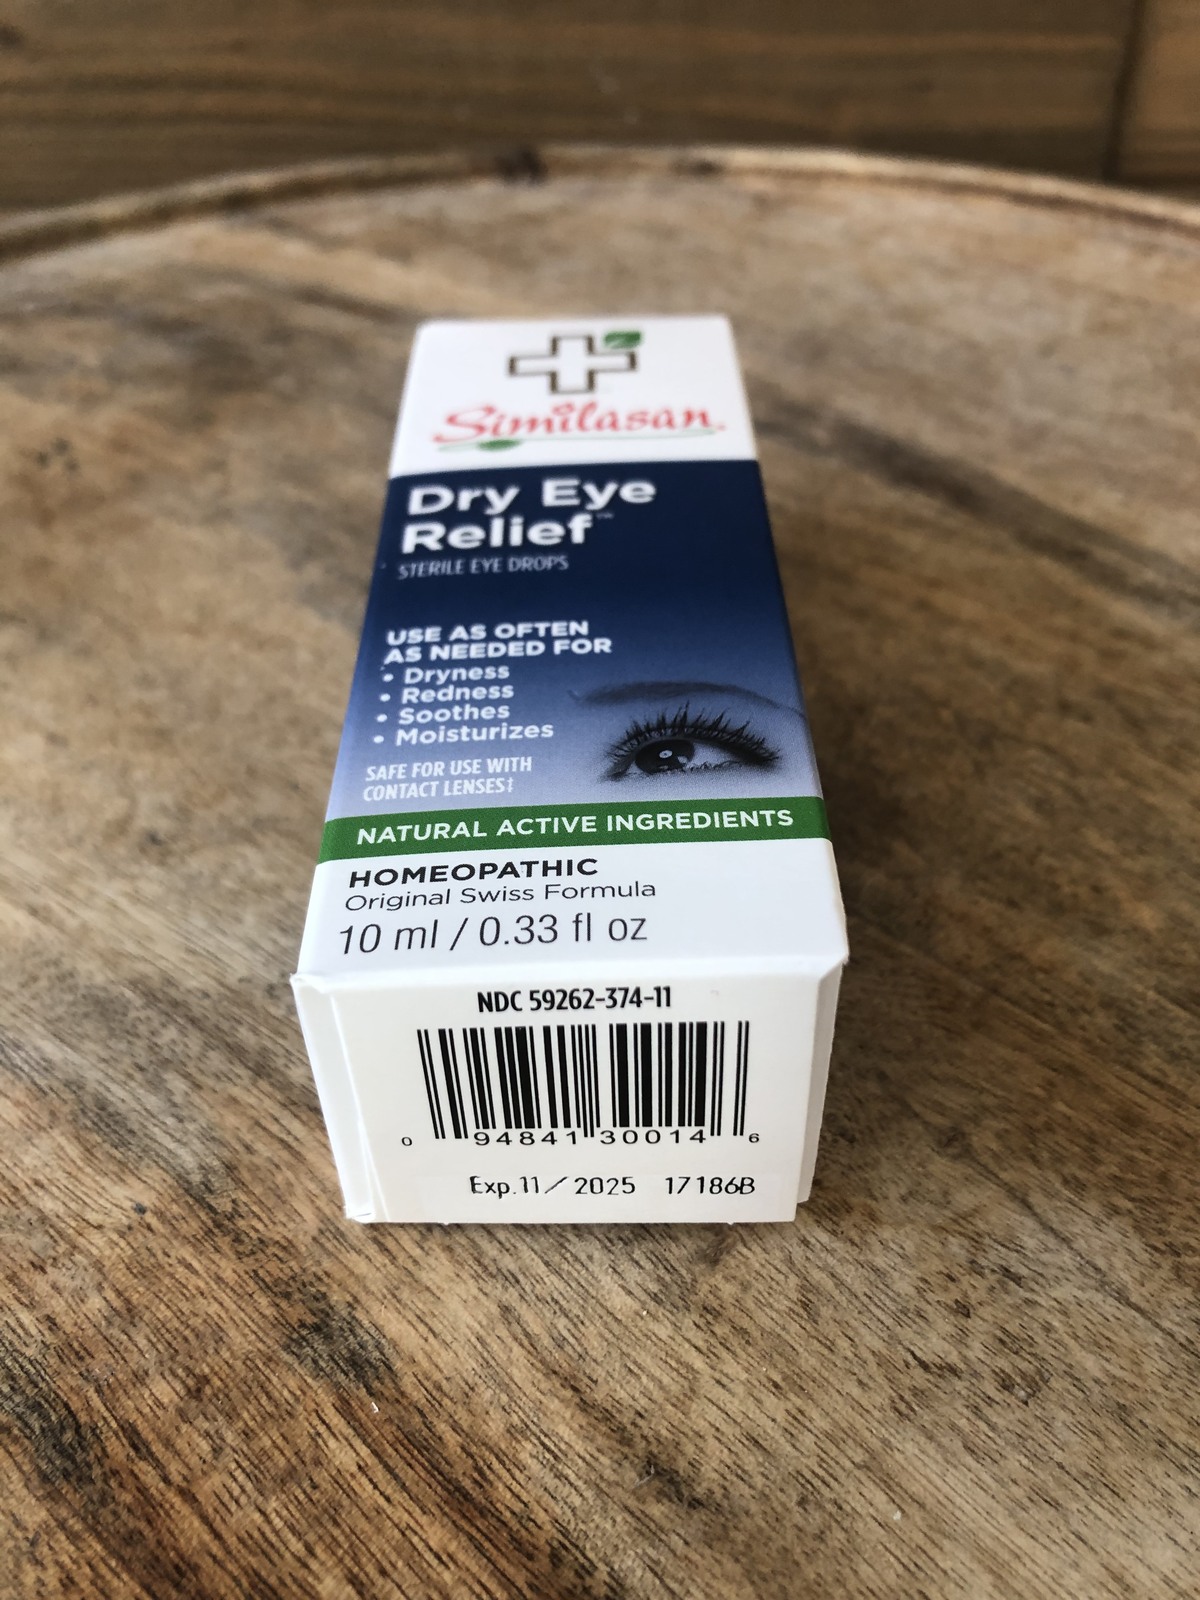 Similasan
Dry Eye
Relief™
STERILE EYE DROPS
USE AS OFTEN
AS NEEDED FOR
• Dryness
• Redness
• Soothes
• Moisturizes
SAFE FOR USE WITH
CONTACT LENSES‡
NATURAL ACTIVE INGREDIENTS
HOMEOPATHIC
Original Swiss Formula
10 ml / 0.33 fl oz
NDC 59262-374-11
0 94841 30014 6
Exp.11/2025 17186B